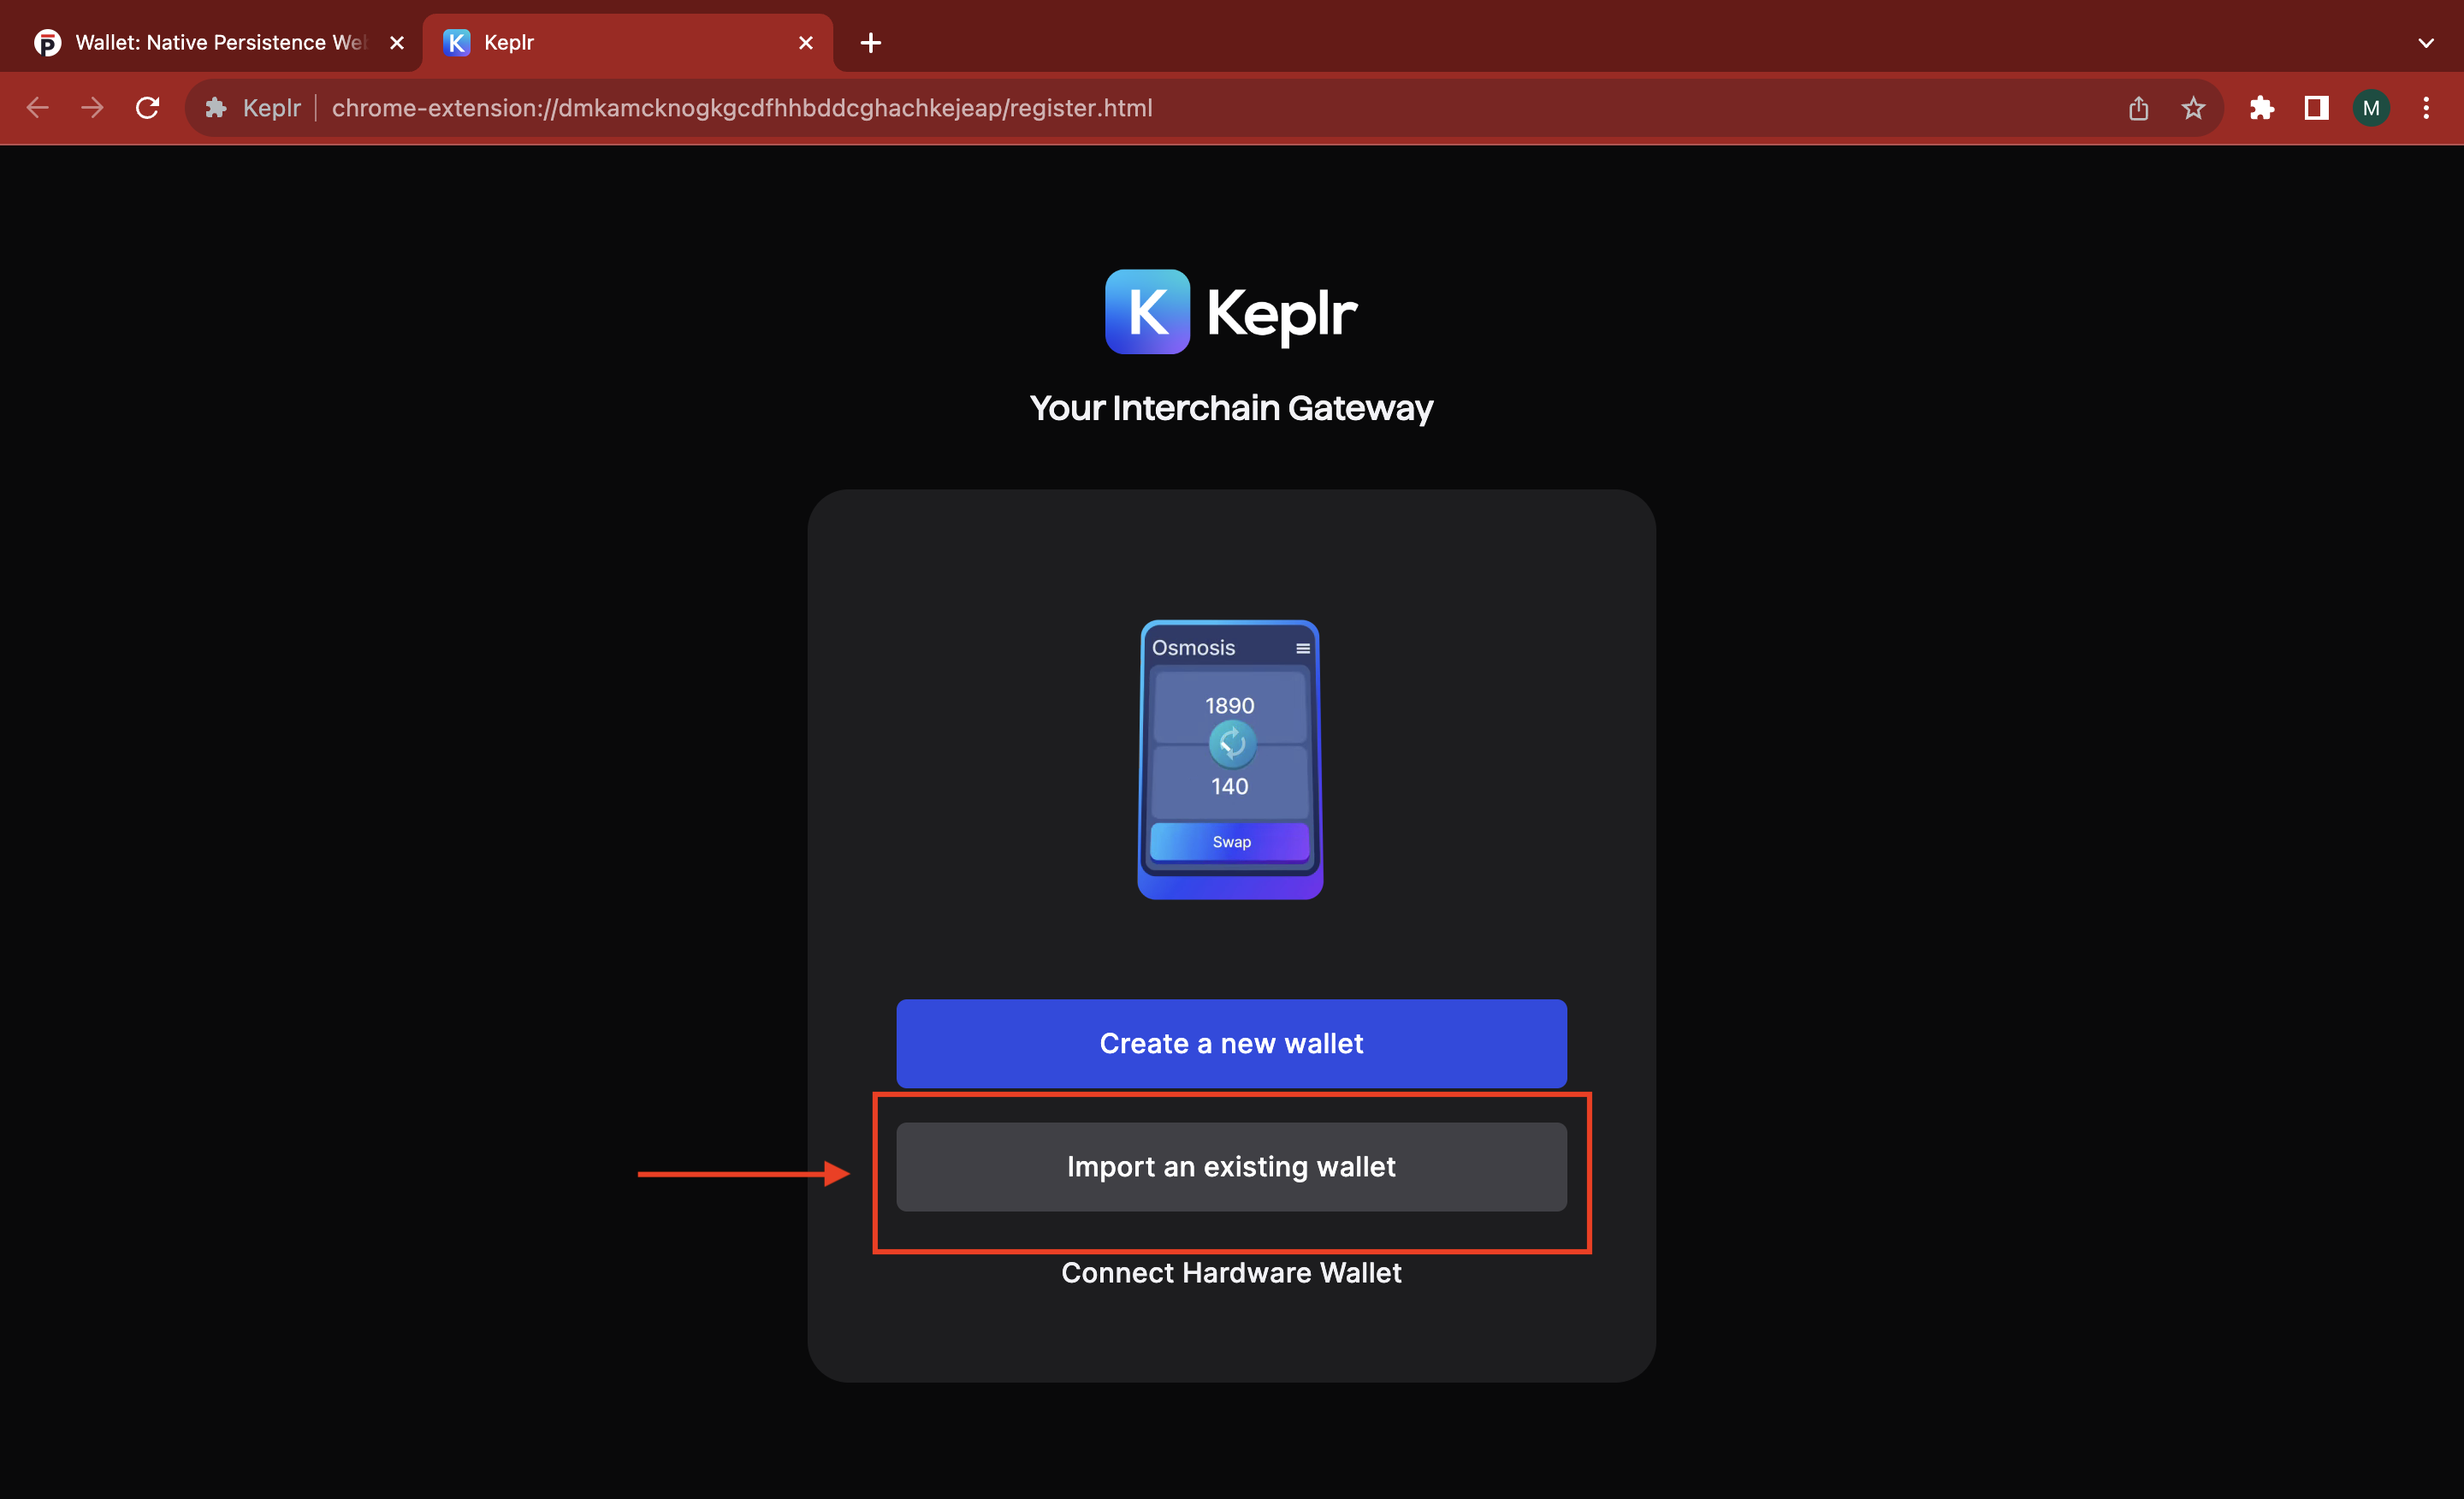 Wallet: Native Persistence We
Keplr
Keplr
chrome-extension://dmkamcknogkgcdfhhbddcghachkejeap/register.html
M
K Keplr
Your Interchain Gateway
Osmosis
1890
140
Swap
Create a new wallet
Import an existing wallet
Connect Hardware Wallet